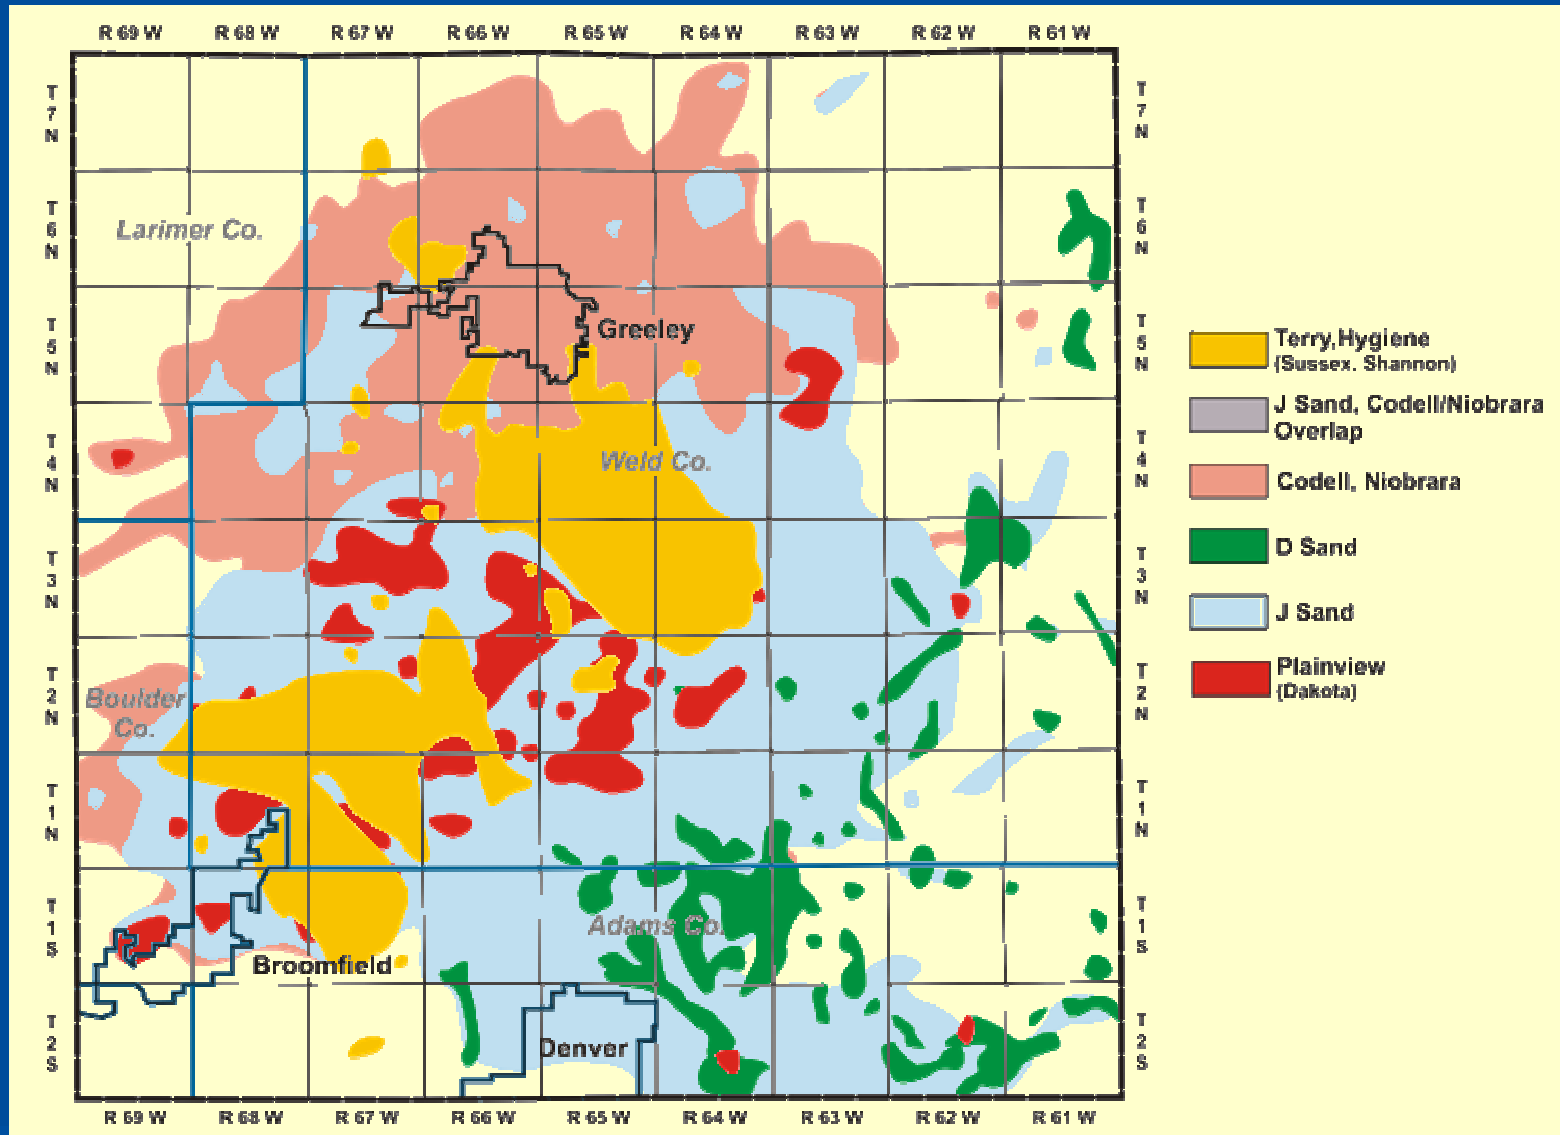 R 69 W R 68 W R 67 W R 66 W R 65 W R 64 W R 63 W R 62 W R 61 W
T 7 N
T 7 N
T 6 N
T 6 N
Larimer Co.
T 5 N
T 5 N
Greeley
T 4 N
T 4 N
Weld Co.
T 3 N
T 3 N
T 2 N
T 2 N
Boulder
Co.
T 1 N
T 1 N
T 1 S
T 1 S
Adams Co.
Broomfield
T 2 S
T 2 S
Denver
R 69 W R 68 W R 67 W R 66 W R 65 W R 64 W R 63 W R 62 W R 61 W
Terry,Hygiene
(Sussex. Shannon)
J Sand, Codell/Niobrara
Overlap
Codell, Niobrara
D Sand
J Sand
Plainview
(Dakota)